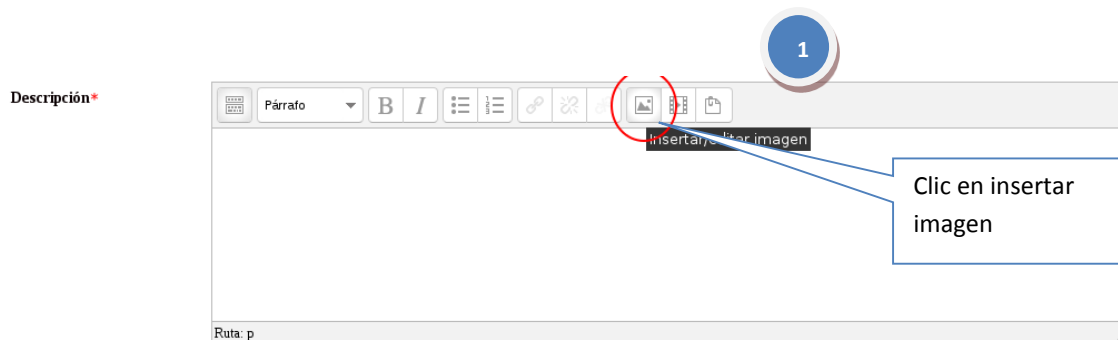 1
Descripción*
Párrafo B I
Insertar/editar imagen
Clic en insertar
imagen
Ruta: p